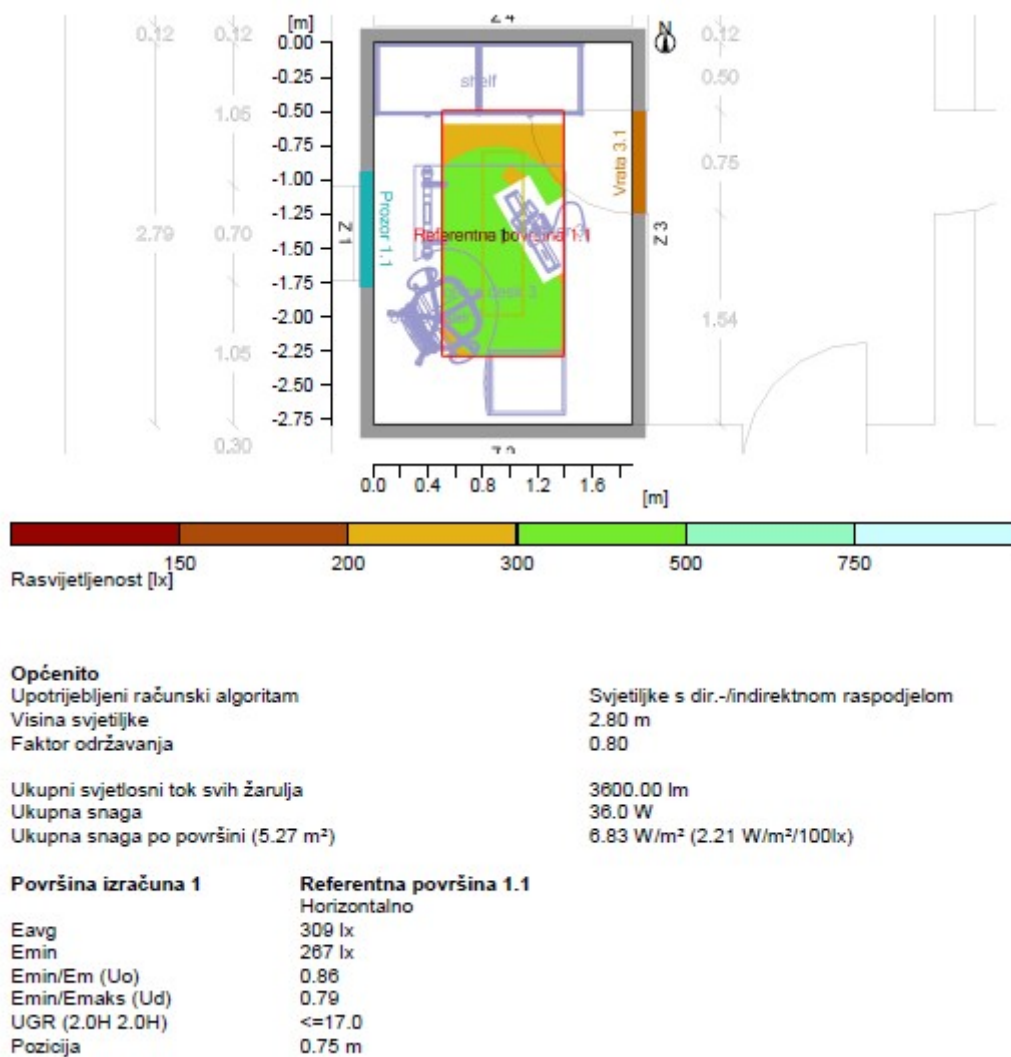 [m]
N
0.12 0.12 0.00 0.12
-0.25 shelf 0.50
-0.50
1.05 -0.75 Vrata 3.1 0.75
-1.00
-1.25 Prozor 1.1
2.79 0.70 Z 1 -1.50 Referentna površina 1.1 Z 3
-1.75
-2.00 1.54
1.05 -2.25
-2.50
0.30 -2.75
0.0 0.4 0.8 1.2 1.6
[m]
150 200 300 500 750
Rasvijetljenost [lx]
Općenito
Upotrijebljeni računski algoritam Svjetiljke s dir.-/indirektnom raspodjelom
Visina svjetiljke 2.80 m
Faktor održavanja 0.80
Ukupni svjetlosni tok svih žarulja 3600.00 lm
Ukupna snaga 36.0 W
Ukupna snaga po površini (5.27 m²) 6.83 W/m² (2.21 W/m²/100lx)
Površina izračuna 1 Referentna površina 1.1
Horizontalno
Eavg 309 lx
Emin 267 lx
Emin/Em (Uo) 0.86
Emin/Emaks (Ud) 0.79
UGR (2.0H 2.0H) <=17.0
Pozicija 0.75 m